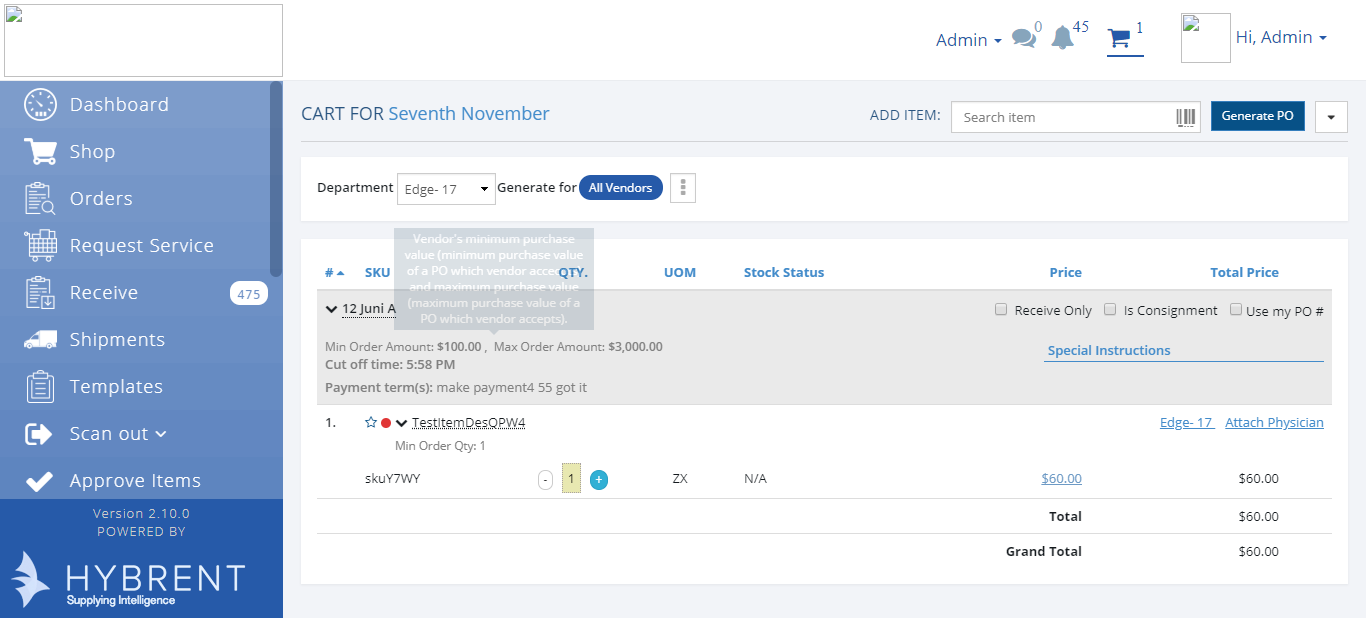 Admin
0
45
1
Hi, Admin
Dashboard
Shop
Orders
Request Service
Receive 475
Shipments
Templates
Scan out
Approve Items
Version 2.10.0
POWERED BY
HYBRENT
Supplying Intelligence
CART FOR Seventh November
ADD ITEM: Search item Generate PO
Department Edge- 17 Generate for All Vendors
Vendor's minimum purchase
value (minimum purchase value
of a PO which vendor accepts)
and maximum purchase value
(maximum purchase value of a
PO which vendor accepts).
# SKU QTY. UOM Stock Status Price Total Price
12 Juni A Receive Only Is Consignment Use my PO #
Min Order Amount: $100.00 , Max Order Amount: $3,000.00
Special Instructions
Cut off time: 5:58 PM
Payment term(s): make payment4 55 got it
1. TestItemDesQPW4 Edge- 17 Attach Physician
Min Order Qty: 1
skuY7WY - 1 + ZX N/A $60.00 $60.00
Total $60.00
Grand Total $60.00